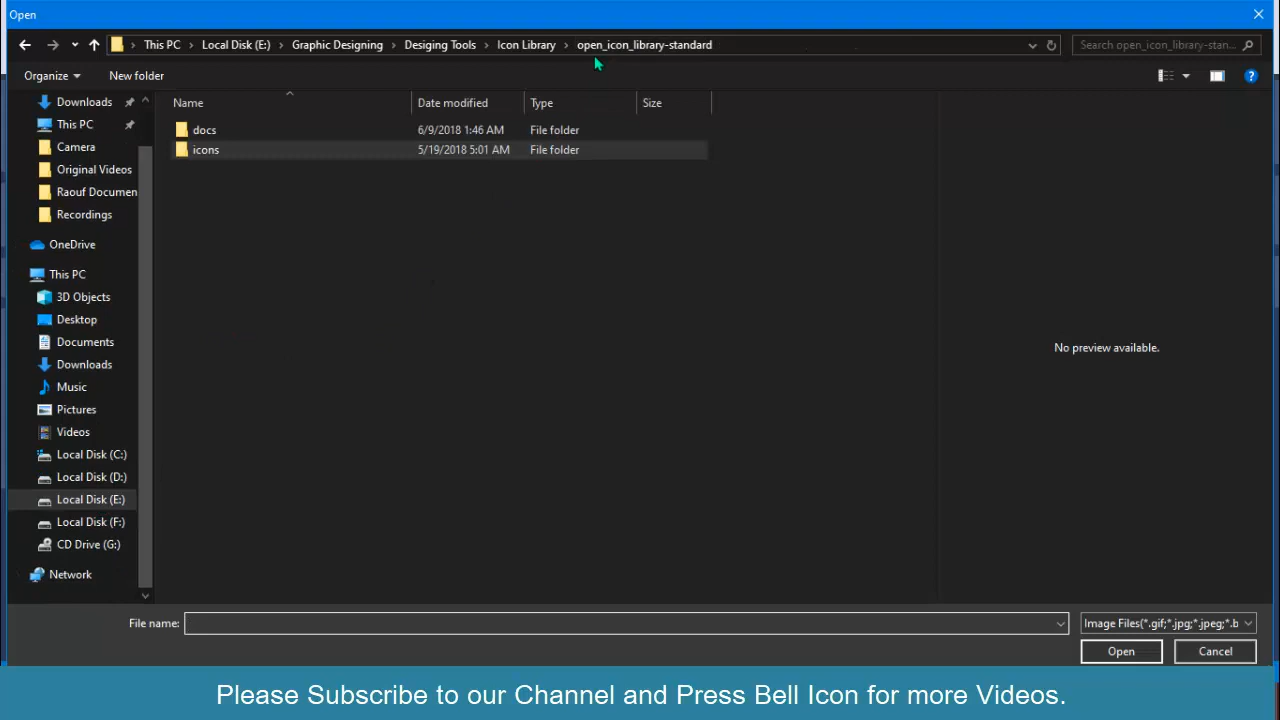 Open
This PC > Local Disk (E:) > Graphic Designing > Desiging Tools > Icon Library > open_icon_library-standard
Search open_icon_library-stan...
Organize
New folder
Name
Date modified
Type
Size
docs
6/9/2018 1:46 AM
File folder
icons
5/19/2018 5:01 AM
File folder
Downloads
This PC
Camera
Original Videos
Raouf Documen
Recordings
OneDrive
This PC
3D Objects
Desktop
Documents
Downloads
Music
Pictures
Videos
Local Disk (C:)
Local Disk (D:)
Local Disk (E:)
Local Disk (F:)
CD Drive (G:)
Network
No preview available.
File name:
Image Files(*.gif;*.jpg;*.jpeg;*.b
Open
Cancel
Please Subscribe to our Channel and Press Bell Icon for more Videos.